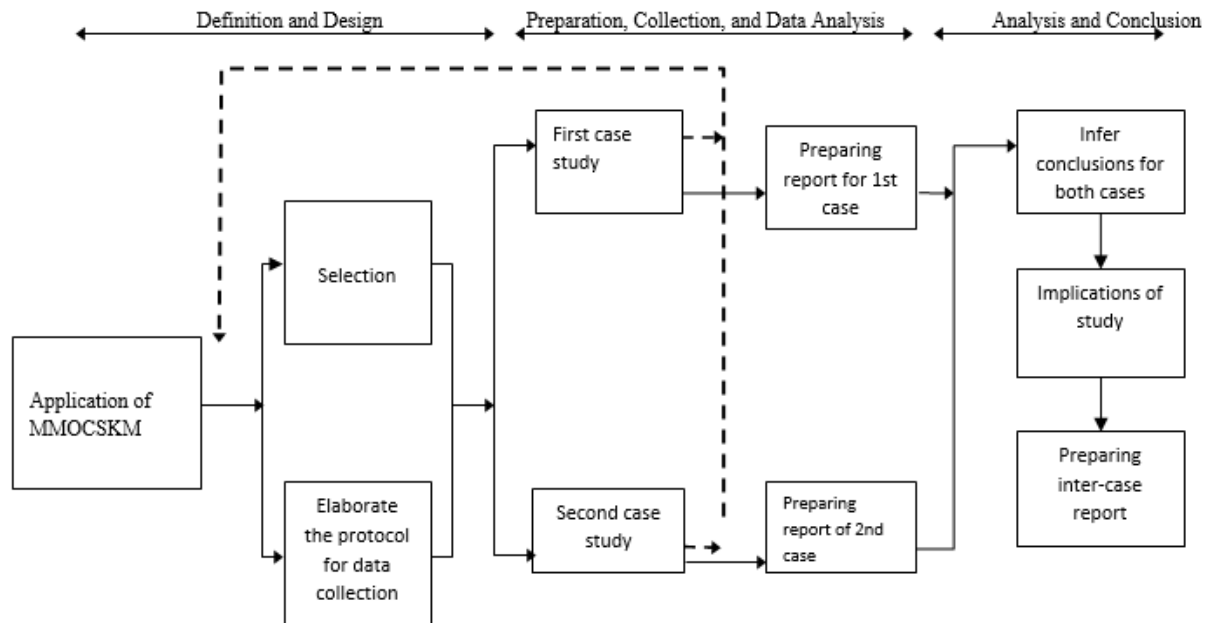 Definition and Design
Preparation, Collection, and Data Analysis
Analysis and Conclusion
Application of
MMOCSKM
Selection
Elaborate
the protocol
for data
collection
First case
study
Second case
study
Preparing
report for 1st
case
Preparing
report of 2nd
case
Infer
conclusions for
both cases
Implications of
study
Preparing
inter-case
report